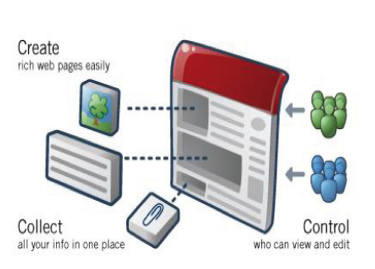 Create
rich web pages easily
Collect
all your info in one place
Control
who can view and edit